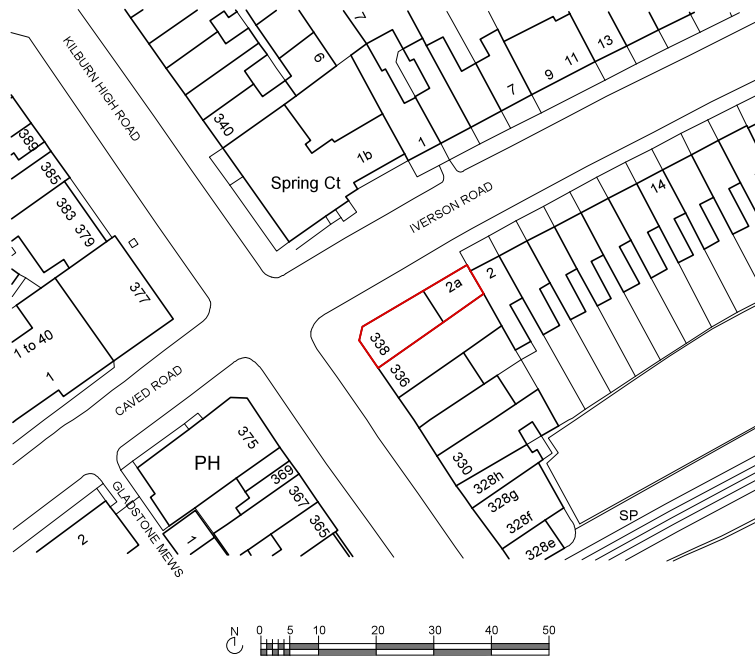 KILBURN HIGH ROAD
7
6
13
11
9
7
389
340
1
1b
385
Spring Ct
383
379
14
IVERSON ROAD
377
2a
2
338
1 to 40
1
336
CAVED ROAD
375
PH
330
369
328h
367
328g
GLADSTONE MEWS
365
328f
SP
2
1
328e
N
0 5 10 20 30 40 50